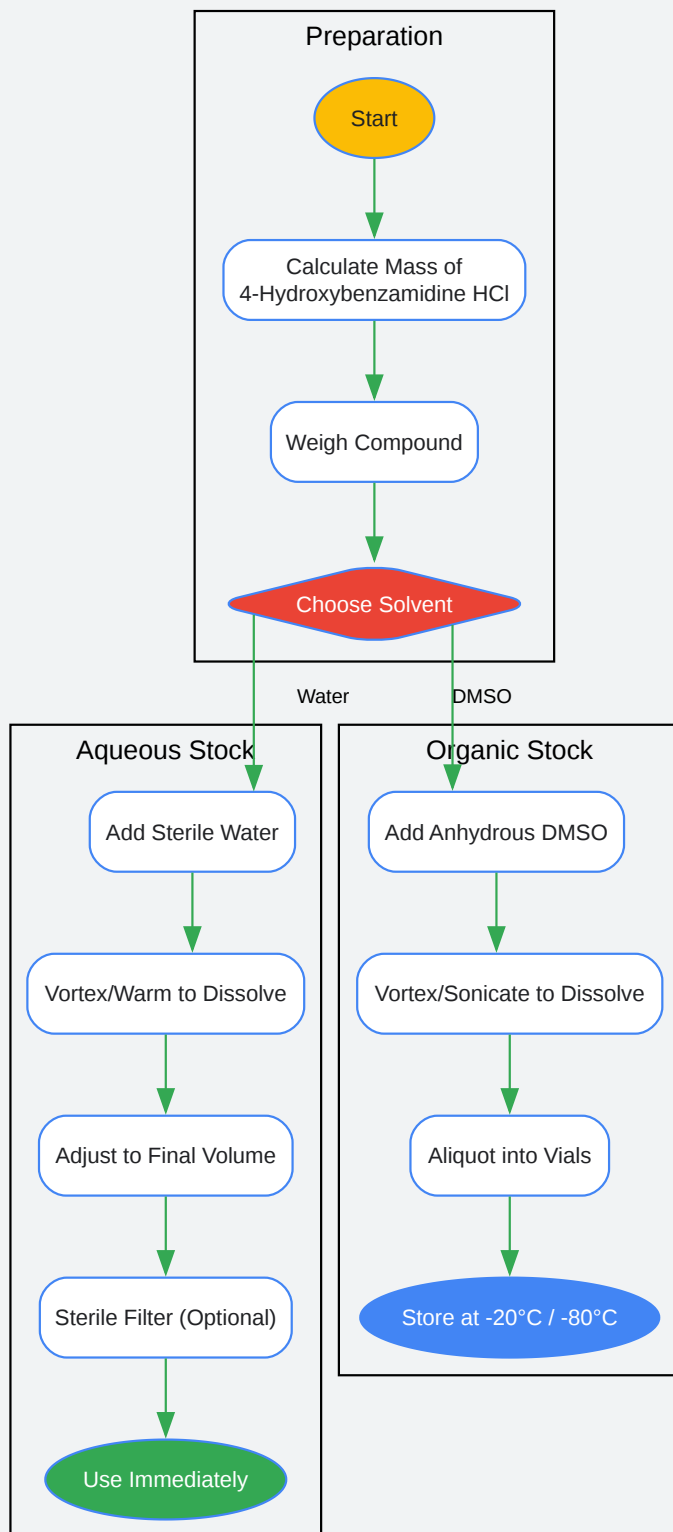 Preparation
Start
Calculate Mass of
4-Hydroxybenzamidine HCl
Weigh Compound
Choose Solvent
Water
DMSO
Aqueous Stock
Add Sterile Water
Vortex/Warm to Dissolve
Adjust to Final Volume
Sterile Filter (Optional)
Use Immediately
Organic Stock
Add Anhydrous DMSO
Vortex/Sonicate to Dissolve
Aliquot into Vials
Store at -20°C / -80°C